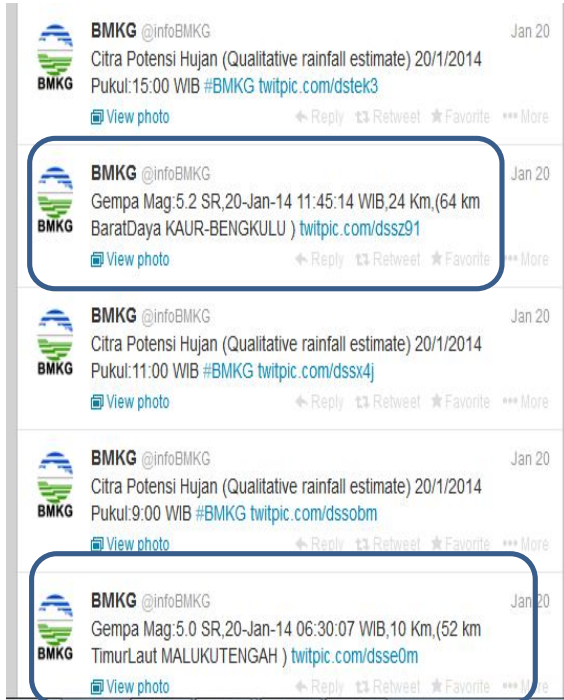 BMKG @infoBMKG Jan 20
Citra Potensi Hujan (Qualitative rainfall estimate) 20/1/2014
Pukul:15:00 WIB #BMKG twitpic.com/dstek3
BMKG
View photo Reply Retweet Favorite More
BMKG @infoBMKG Jan 20
Gempa Mag:5.2 SR,20-Jan-14 11:45:14 WIB,24 Km,(64 km
BaratDaya KAUR-BENGKULU ) twitpic.com/dssz91
BMKG
View photo Reply Retweet Favorite More
BMKG @infoBMKG Jan 20
Citra Potensi Hujan (Qualitative rainfall estimate) 20/1/2014
Pukul:11:00 WIB #BMKG twitpic.com/dssx4j
BMKG
View photo Reply Retweet Favorite More
BMKG @infoBMKG Jan 20
Citra Potensi Hujan (Qualitative rainfall estimate) 20/1/2014
Pukul:9:00 WIB #BMKG twitpic.com/dssobm
BMKG
View photo Reply Retweet Favorite More
BMKG @infoBMKG Jan 20
Gempa Mag:5.0 SR,20-Jan-14 06:30:07 WIB,10 Km,(52 km
TimurLaut MALUKUTENGAH ) twitpic.com/dsse0m
BMKG
View photo Reply Retweet Favorite More